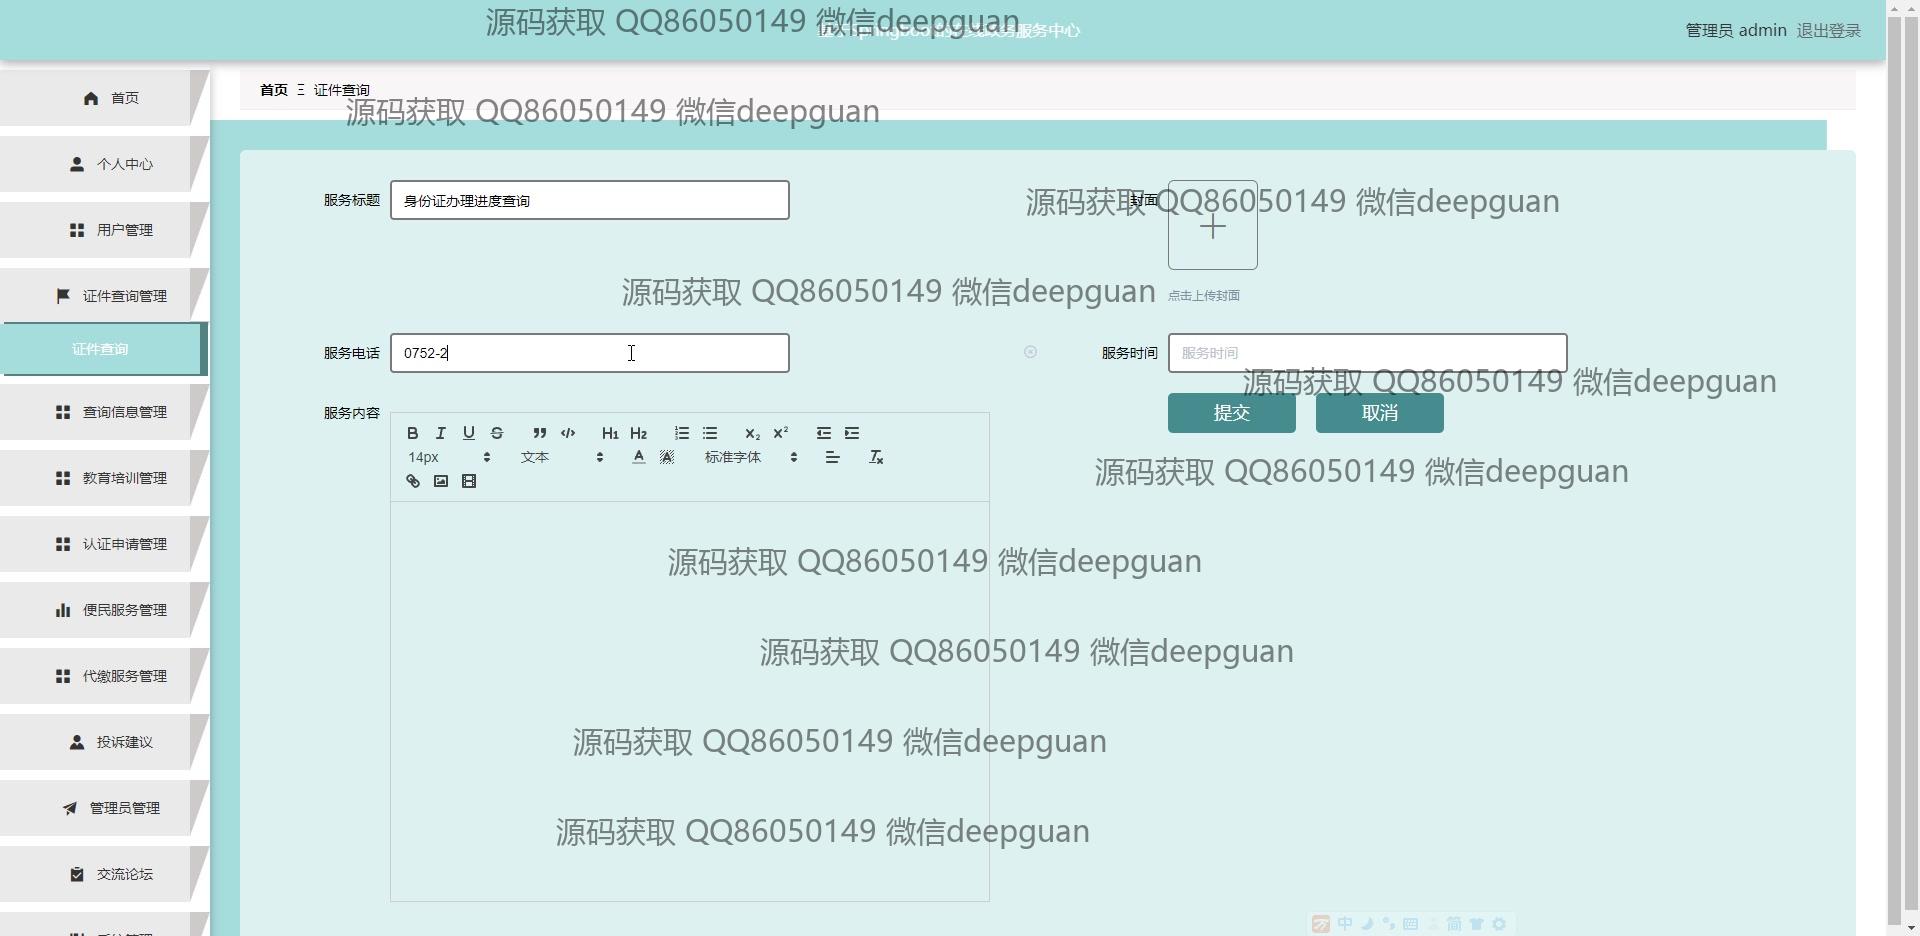 源码获取 QQ86050149 微信deepguan
管理员 admin 退出登录
首页 Ξ 证件查询
源码获取 QQ86050149 微信deepguan
首页
个人中心
用户管理
证件查询管理
证件查询
查询信息管理
教育培训管理
认证申请管理
便民服务管理
代缴服务管理
投诉建议
管理员管理
交流论坛
服务标题 身份证办理进度查询
封面
源码获取 QQ86050149 微信deepguan
源码获取 QQ86050149 微信deepguan
点击上传封面
服务电话 0752-2
服务时间 服务时间
源码获取 QQ86050149 微信deepguan
提交 取消
服务内容
B I U S H1 H2 X2 X2
14px 文本 A A 标准字体 Tx
源码获取 QQ86050149 微信deepguan
源码获取 QQ86050149 微信deepguan
源码获取 QQ86050149 微信deepguan
源码获取 QQ86050149 微信deepguan
源码获取 QQ86050149 微信deepguan
中 简